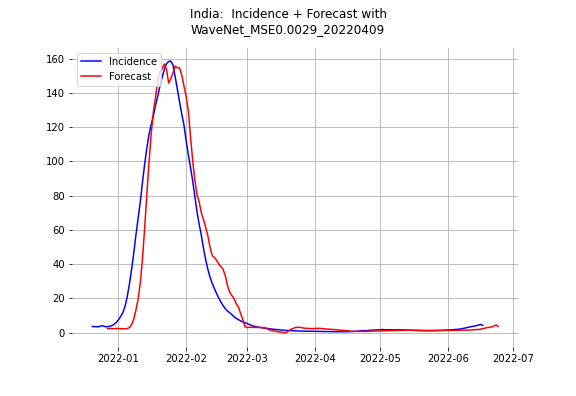 India:  Incidence + Forecast with
WaveNet_MSE0.0029_20220409
Incidence
Forecast
160
140
120
100
80
60
40
20
0
2022-01 2022-02 2022-03 2022-04 2022-05 2022-06 2022-07